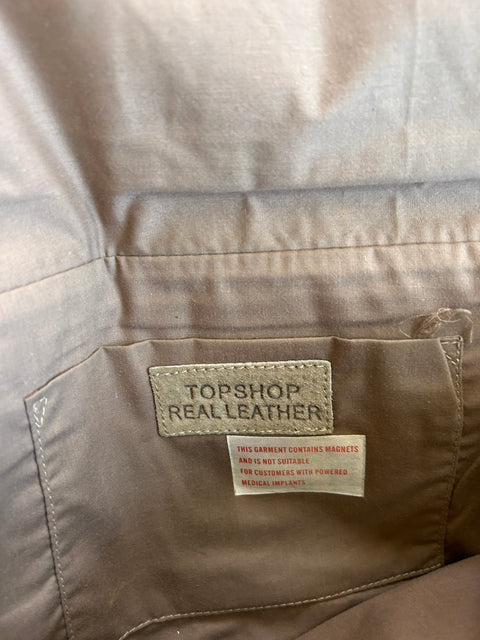 TOPSHOP
REAL LEATHER
THIS GARMENT CONTAINS MAGNETS
AND IS NOT SUITABLE
FOR CUSTOMERS WITH POWERED
MEDICAL IMPLANTS